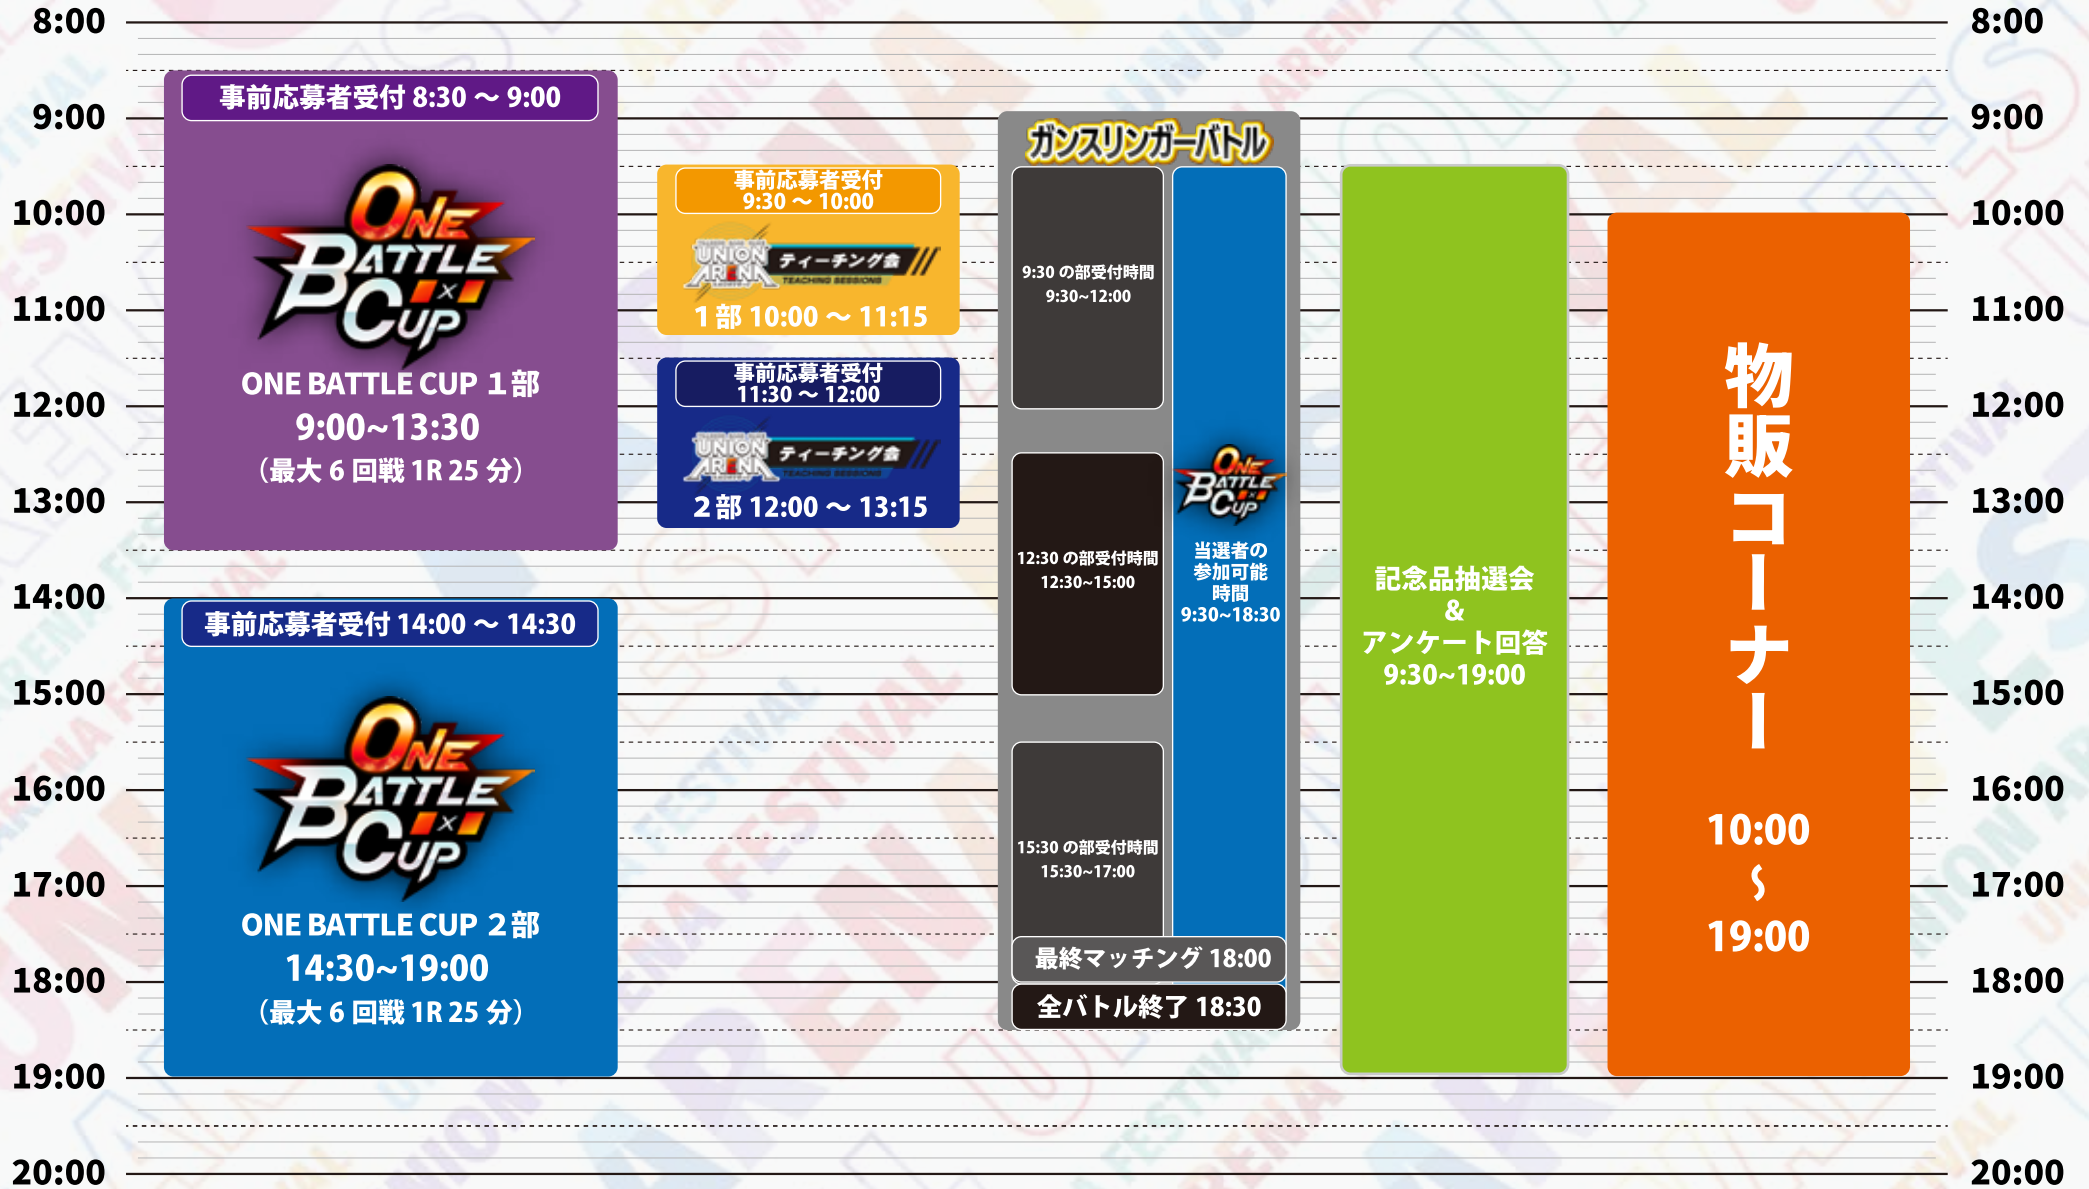 8:00
9:00
10:00
11:00
12:00
13:00
14:00
15:00
16:00
17:00
18:00
19:00
20:00
事前応募者受付 8:30 ～ 9:00
ONE
BATTLE
CUP
ONE BATTLE CUP １部
9:00~13:30
（最大 6 回戦 1R 25 分）
事前応募者受付 14:00 ～ 14:30
ONE
BATTLE
CUP
ONE BATTLE CUP ２部
14:30~19:00
（最大 6 回戦 1R 25 分）
事前応募者受付
9:30 ～ 10:00
UNION
ARENA
ティーチング会
TEACHING SESSIONS
１部 10:00 ～ 11:15
事前応募者受付
11:30 ～ 12:00
UNION
ARENA
ティーチング会
TEACHING SESSIONS
２部 12:00 ～ 13:15
ガンスリンガーバトル
9:30 の部受付時間
9:30~12:00
12:30 の部受付時間
12:30~15:00
15:30 の部受付時間
15:30~17:00
ONE
BATTLE
CUP
当選者の
参加可能
時間
9:30~18:30
最終マッチング 18:00
全バトル終了 18:30
記念品抽選会
&
アンケート回答
9:30~19:00
物販コーナー
10:00
～
19:00
8:00
9:00
10:00
11:00
12:00
13:00
14:00
15:00
16:00
17:00
18:00
19:00
20:00